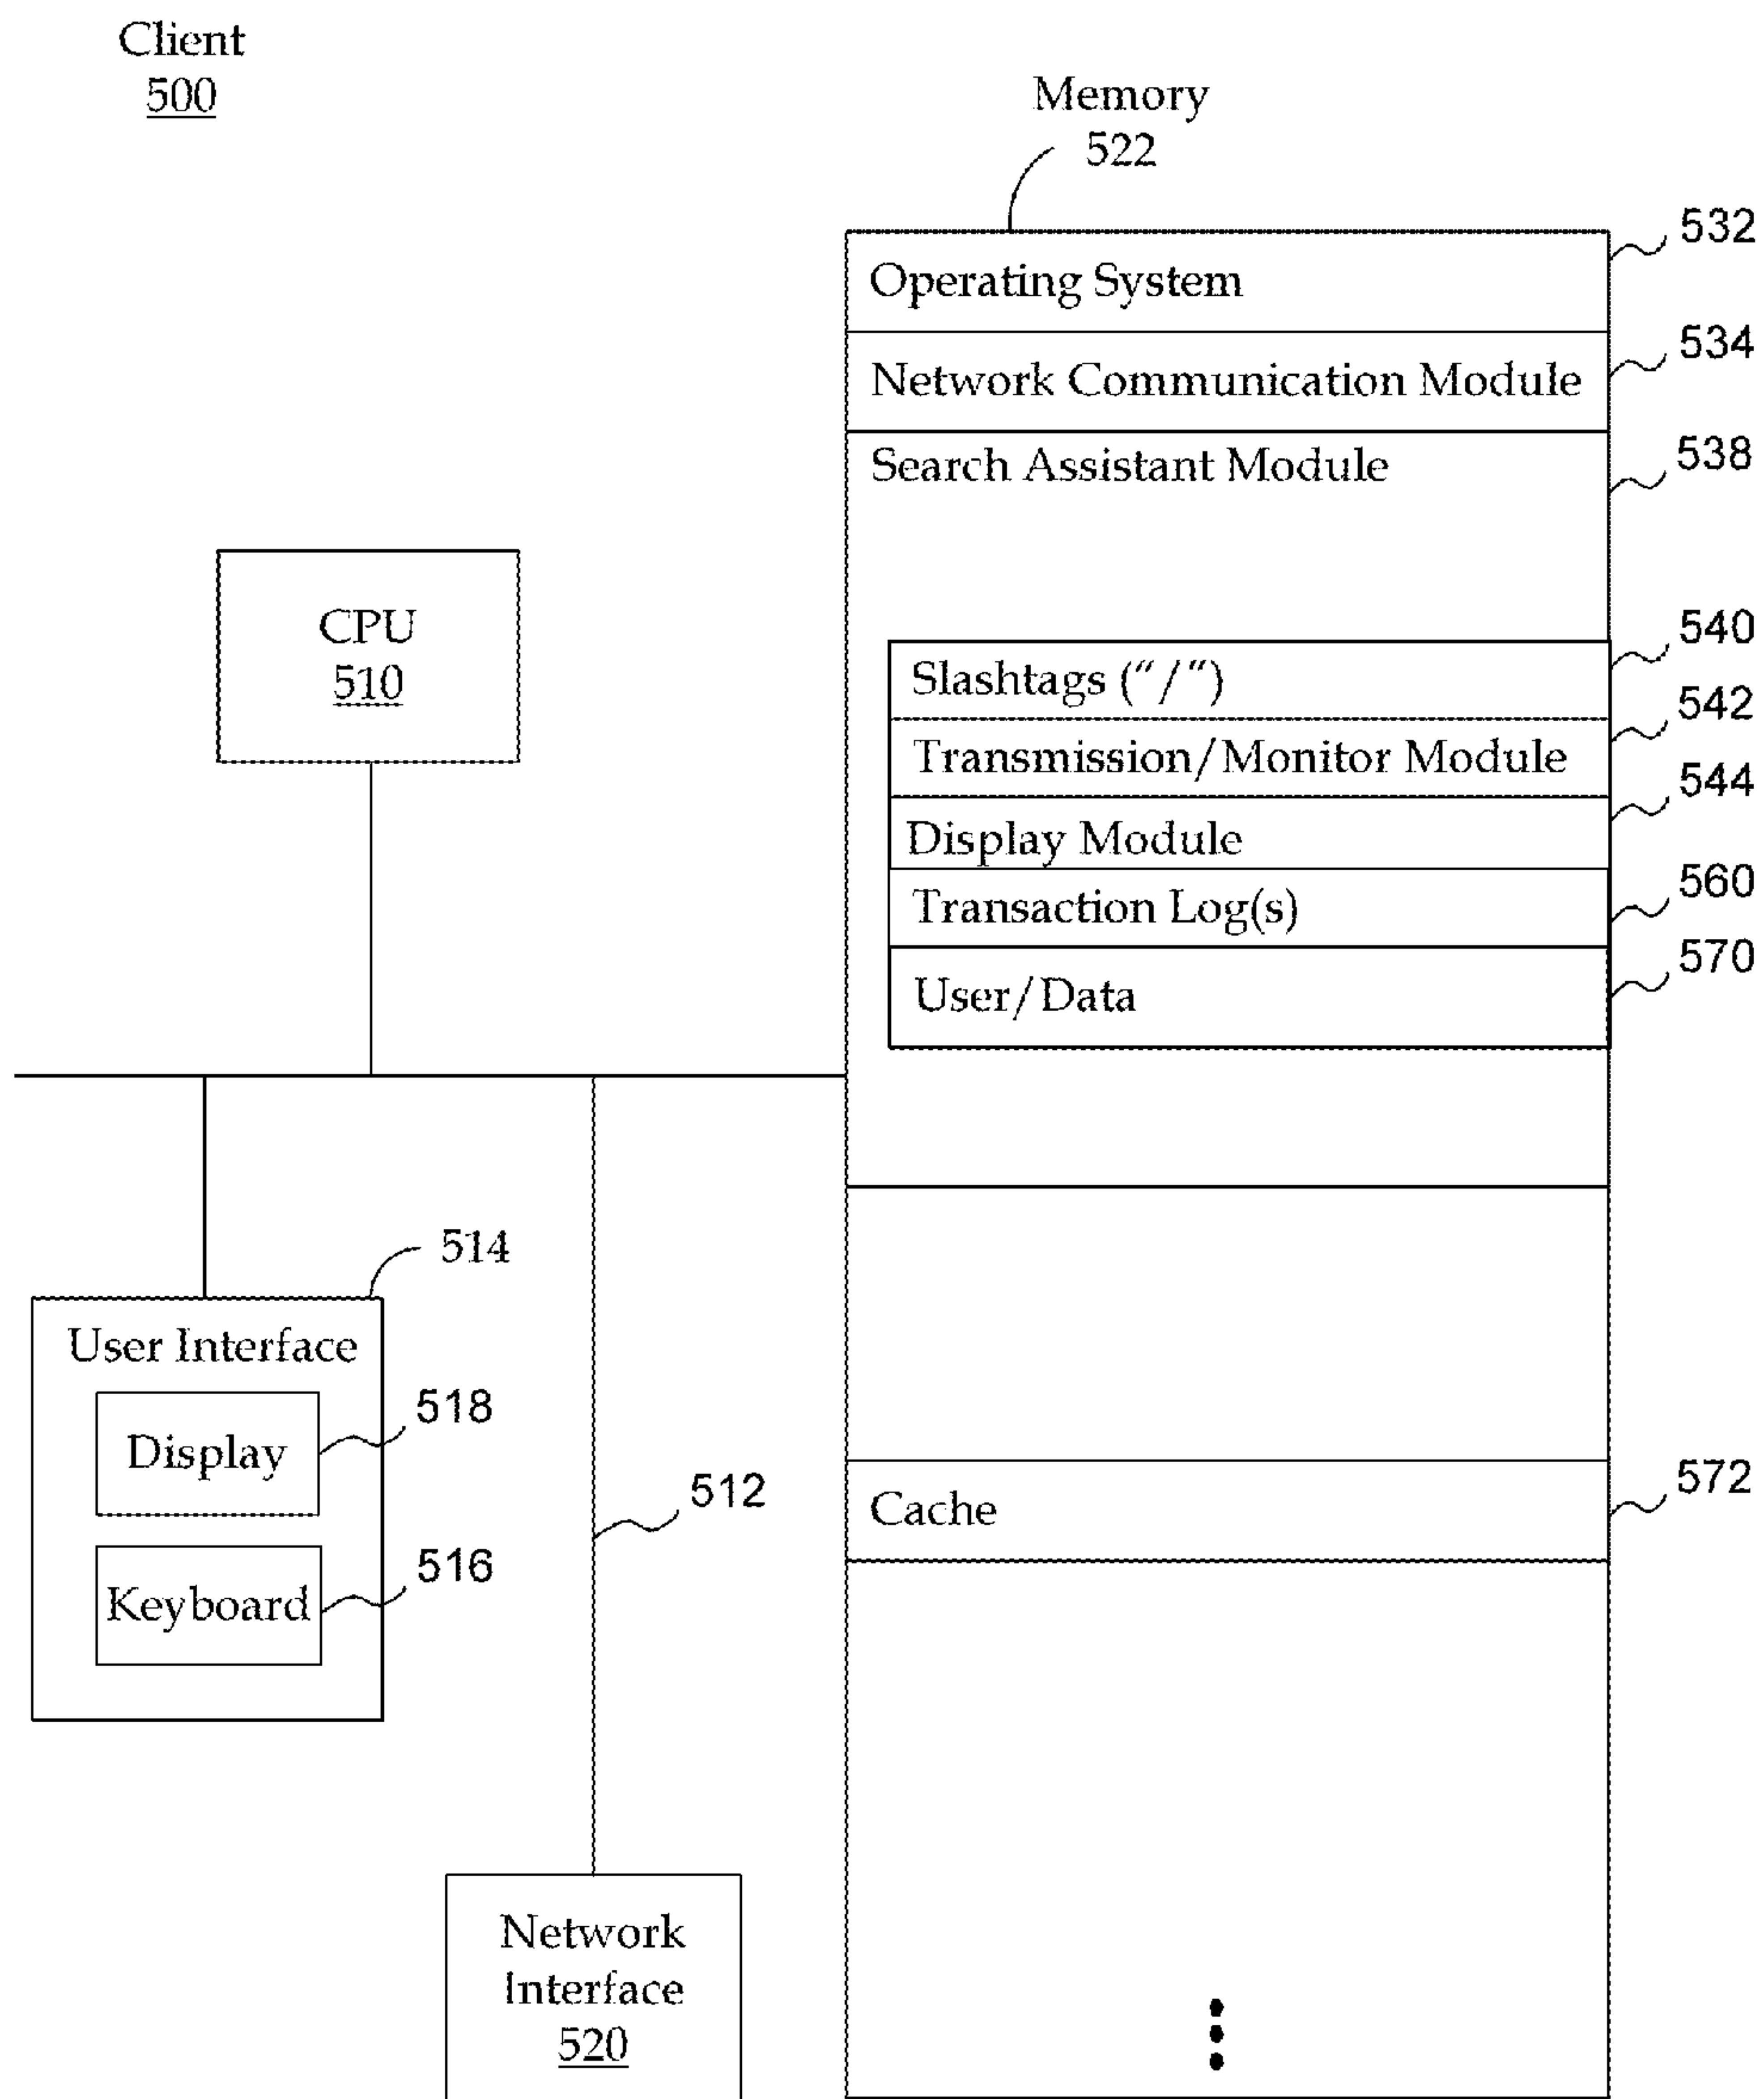 Client
500
Memory
522
532
Operating System
534
Network Communication Module
538
Search Assistant Module
CPU
510
540
Slashtags ("/")
542
Transmission/Monitor Module
544
Display Module
560
Transaction Log(s)
570
User/Data
514
User Interface
518
Display
516
Keyboard
512
572
Cache
Network
Interface
520